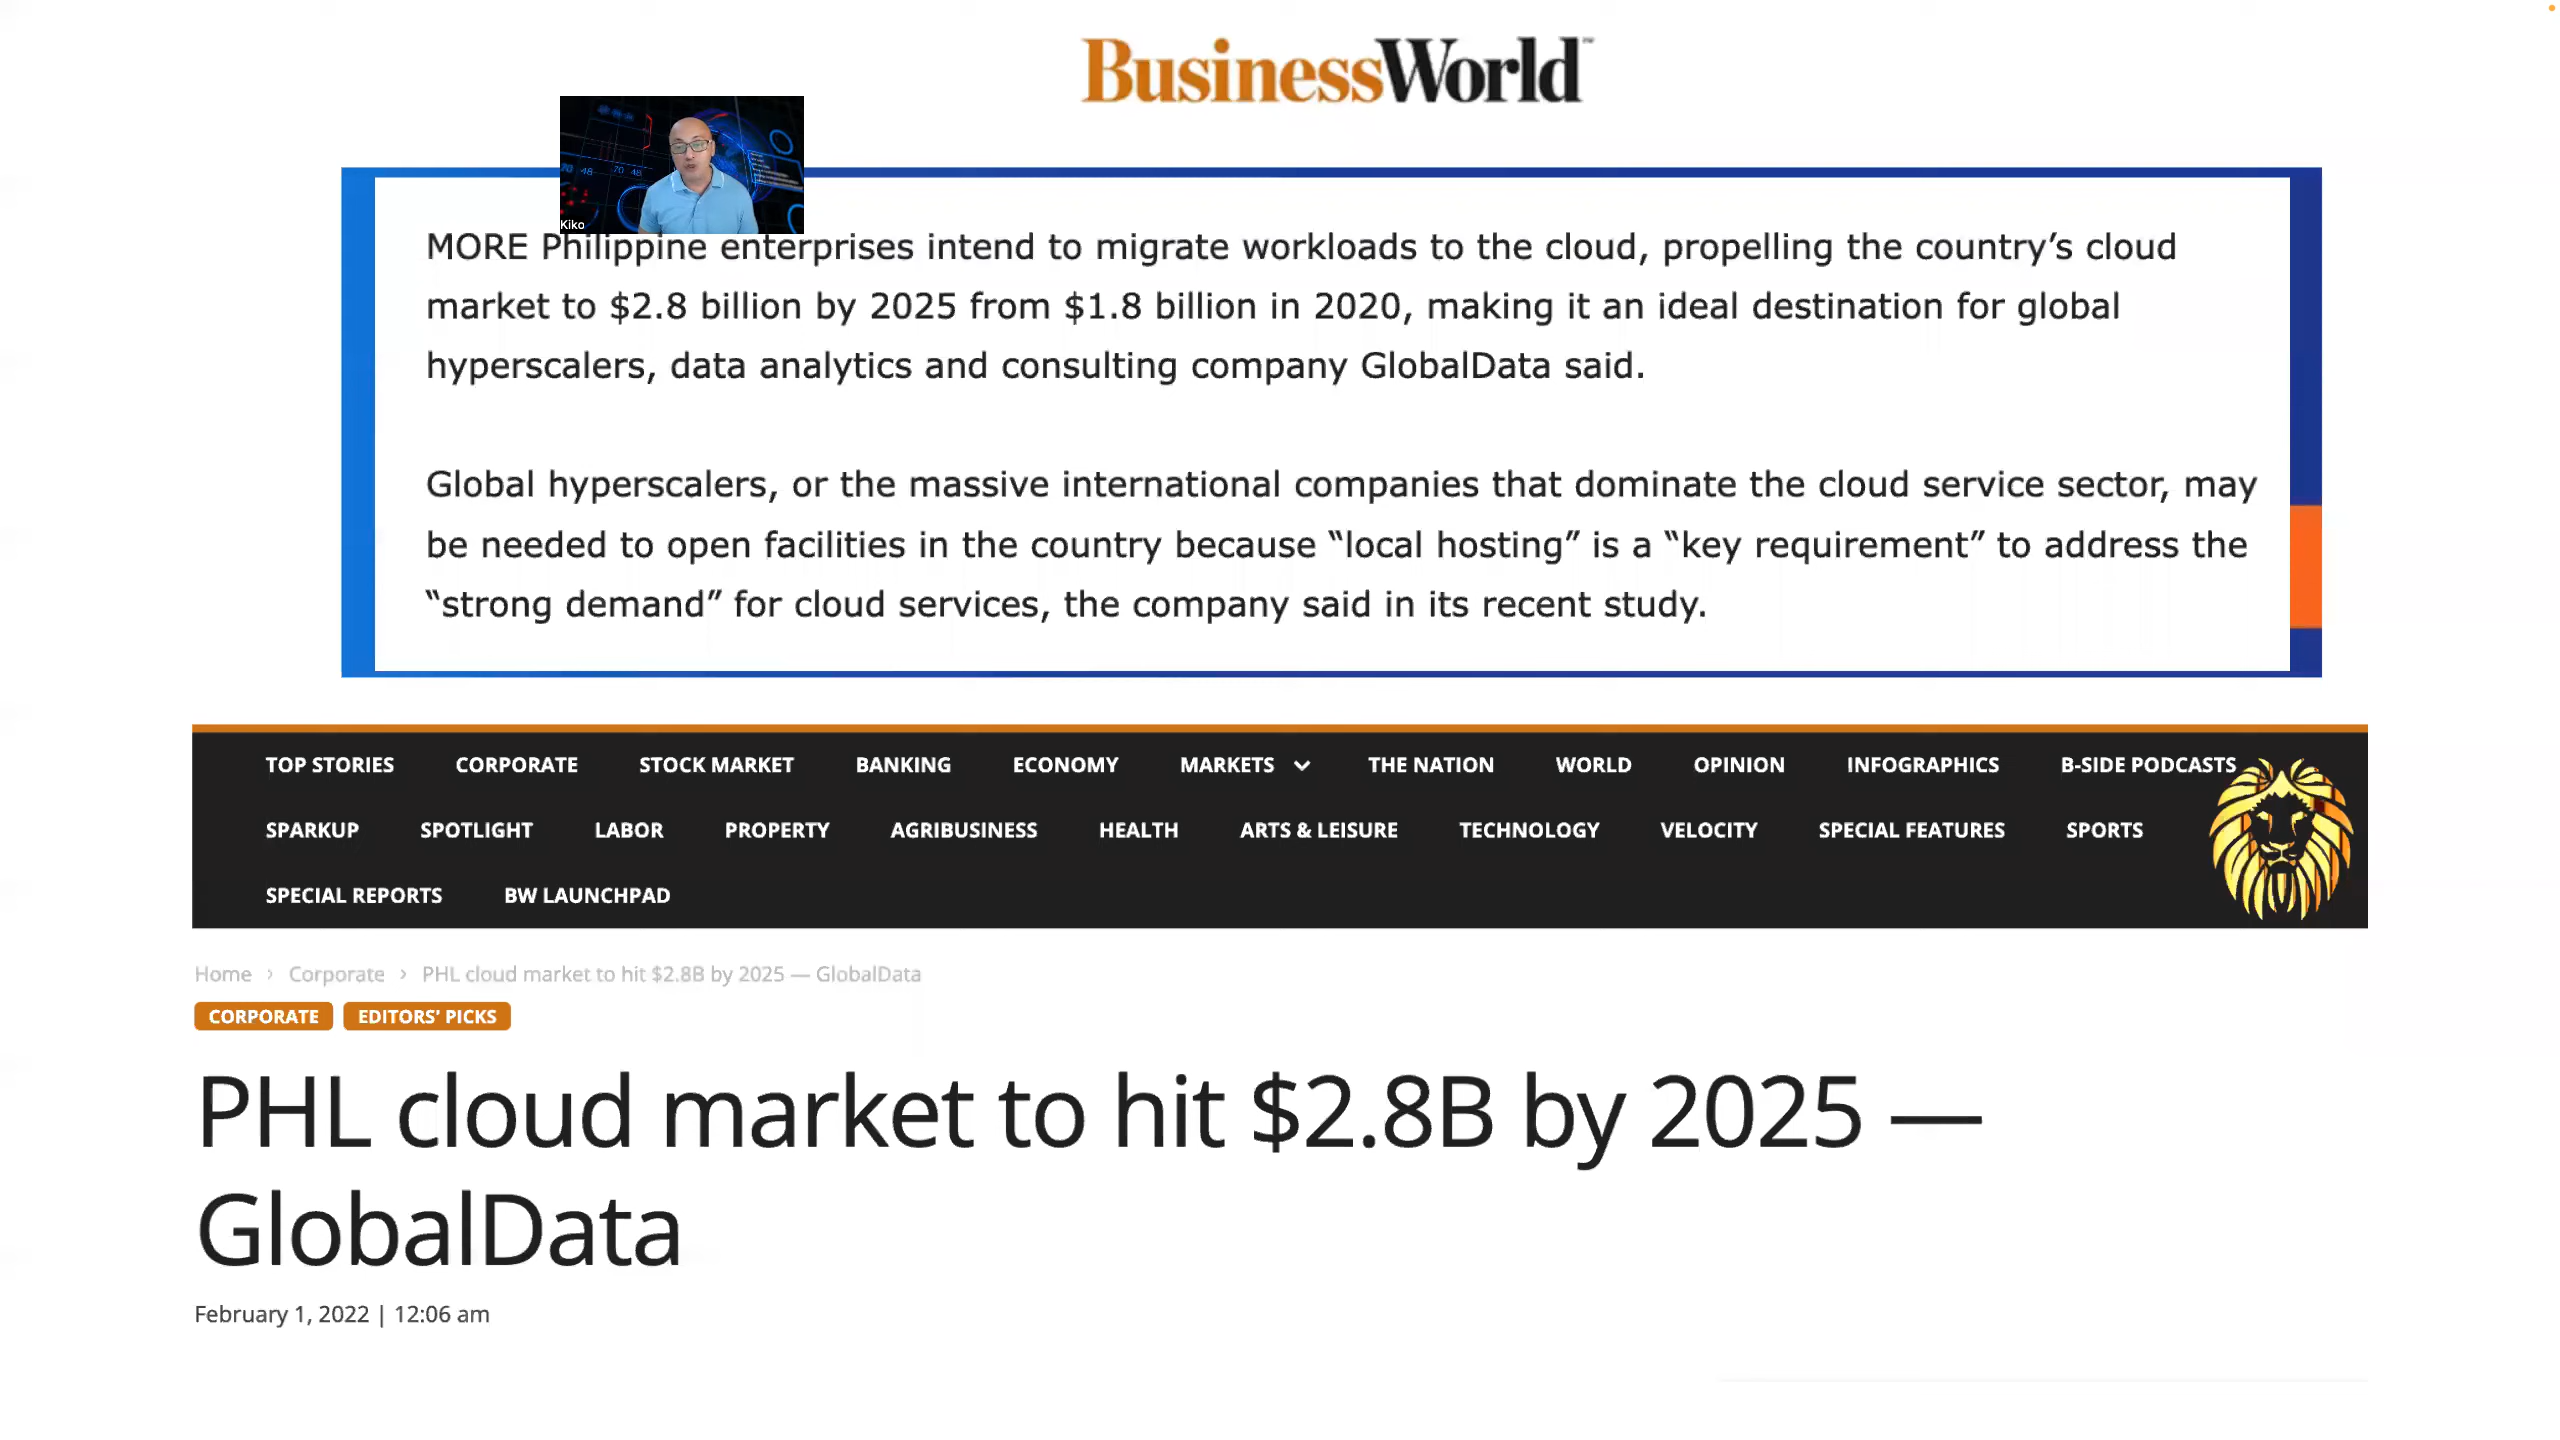 BusinessWorld™
Kiko
MORE Philippine enterprises intend to migrate workloads to the cloud, propelling the country’s cloud
market to $2.8 billion by 2025 from $1.8 billion in 2020, making it an ideal destination for global
hyperscalers, data analytics and consulting company GlobalData said.
Global hyperscalers, or the massive international companies that dominate the cloud service sector, may
be needed to open facilities in the country because “local hosting” is a “key requirement” to address the
“strong demand” for cloud services, the company said in its recent study.
TOP STORIES CORPORATE STOCK MARKET BANKING ECONOMY MARKETS THE NATION WORLD OPINION INFOGRAPHICS B-SIDE PODCASTS
SPARKUP SPOTLIGHT LABOR PROPERTY AGRIBUSINESS HEALTH ARTS & LEISURE TECHNOLOGY VELOCITY SPECIAL FEATURES SPORTS
SPECIAL REPORTS BW LAUNCHPAD
Home › Corporate › PHL cloud market to hit $2.8B by 2025 — GlobalData
CORPORATE EDITORS’ PICKS
PHL cloud market to hit $2.8B by 2025 —
GlobalData
February 1, 2022 | 12:06 am